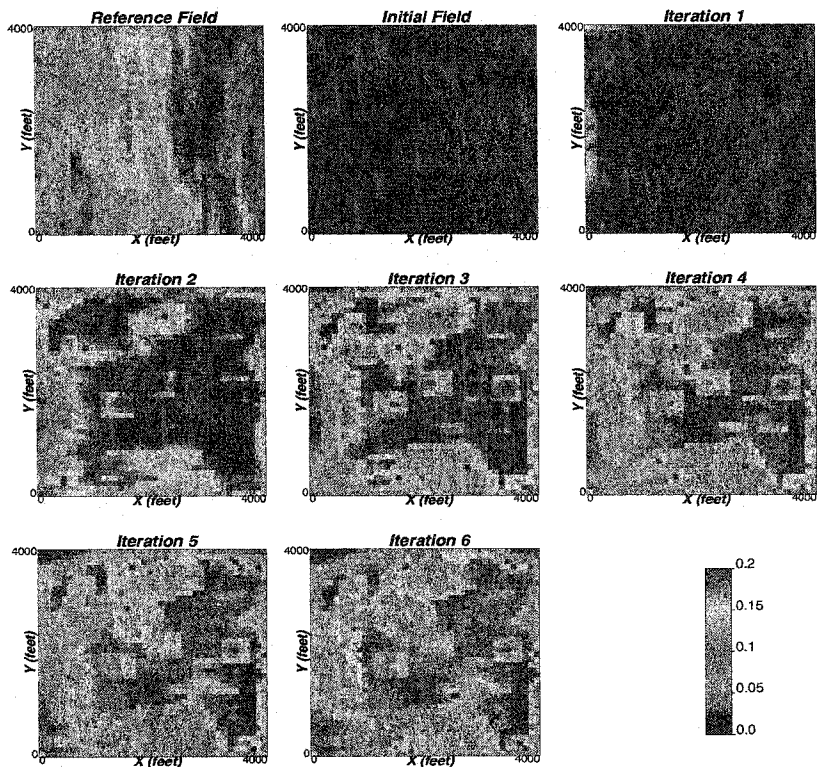 Reference Field
Initial Field
Iteration 1
4000
Y (feet)
0
0
X (feet)
4000
4000
Y (feet)
0
0
X (feet)
4000
4000
Y (feet)
0
0
X (feet)
4000
Iteration 2
Iteration 3
Iteration 4
4000
Y (feet)
0
0
X (feet)
4000
4000
Y (feet)
0
0
X (feet)
4000
4000
Y (feet)
0
0
X (feet)
4000
Iteration 5
Iteration 6
4000
Y (feet)
0
0
X (feet)
4000
4000
Y (feet)
0
0
X (feet)
4000
0.2
0.15
0.1
0.05
0.0